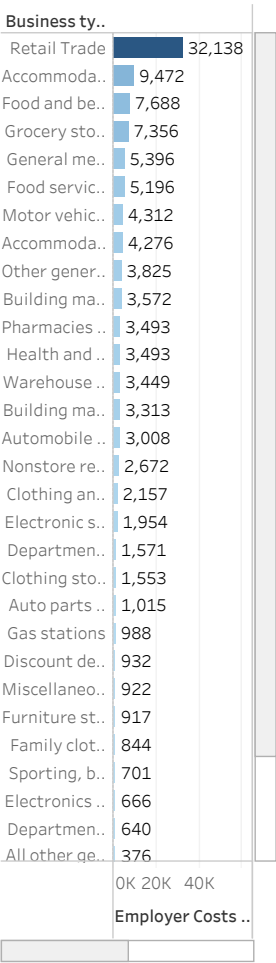 Business ty..
Retail Trade 32,138
Accommoda.. 9,472
Food and be.. 7,688
Grocery sto.. 7,356
General me.. 5,396
Food servic.. 5,196
Motor vehic.. 4,312
Accommoda.. 4,276
Other gener.. 3,825
Building ma.. 3,572
Pharmacies .. 3,493
Health and .. 3,493
Warehouse .. 3,449
Building ma.. 3,313
Automobile .. 3,008
Nonstore re.. 2,672
Clothing an.. 2,157
Electronic s.. 1,954
Departmen.. 1,571
Clothing sto.. 1,553
Auto parts .. 1,015
Gas stations 988
Discount de.. 932
Miscellaneo.. 922
Furniture st.. 917
Family clot.. 844
Sporting, b.. 701
Electronics .. 666
Departmen.. 640
All other ge.. 376
0K 20K 40K
Employer Costs ..